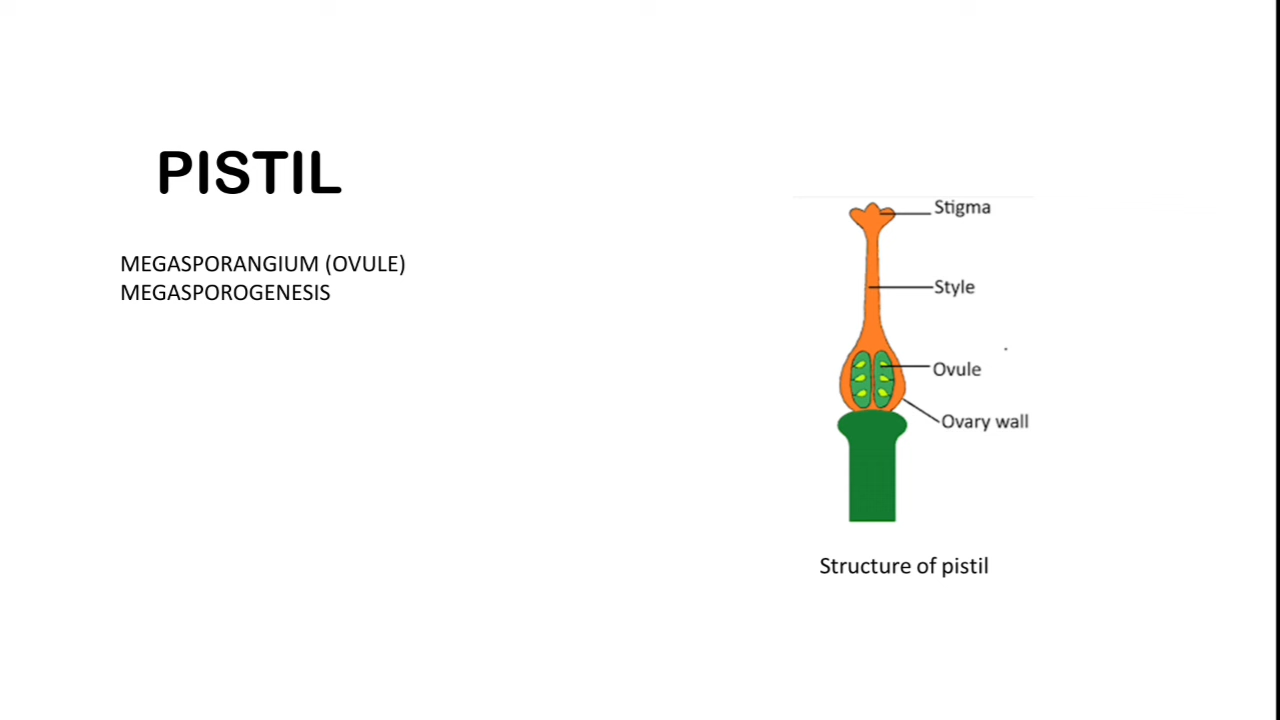 PISTIL
MEGASPORANGIUM (OVULE)
MEGASPOROGENESIS
Stigma
Style
Ovule
Ovary wall
Structure of pistil